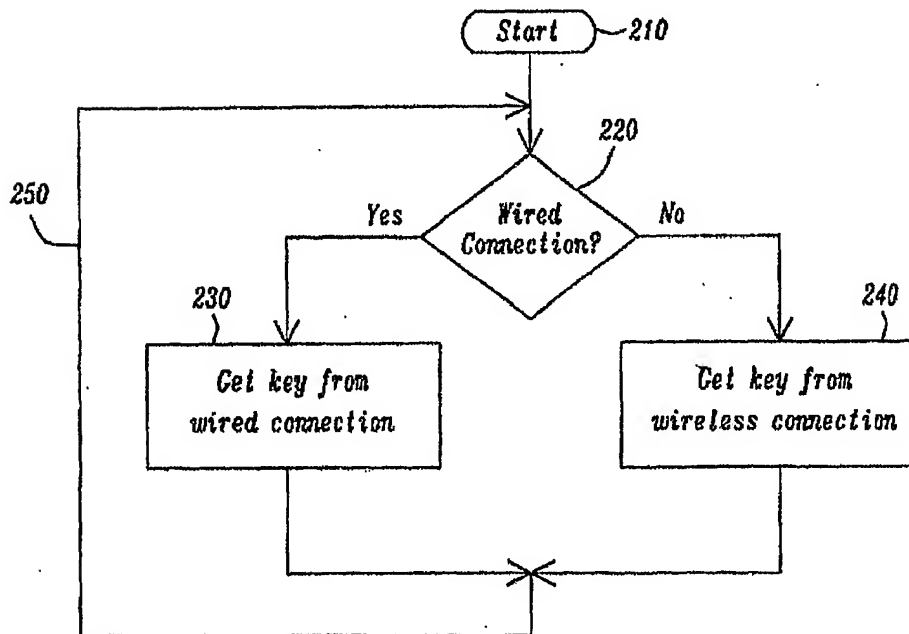 Start
210
220
250
Yes
Wired
Connection?
No
230
240
Get key from
wired connection
Get key from
wireless connection